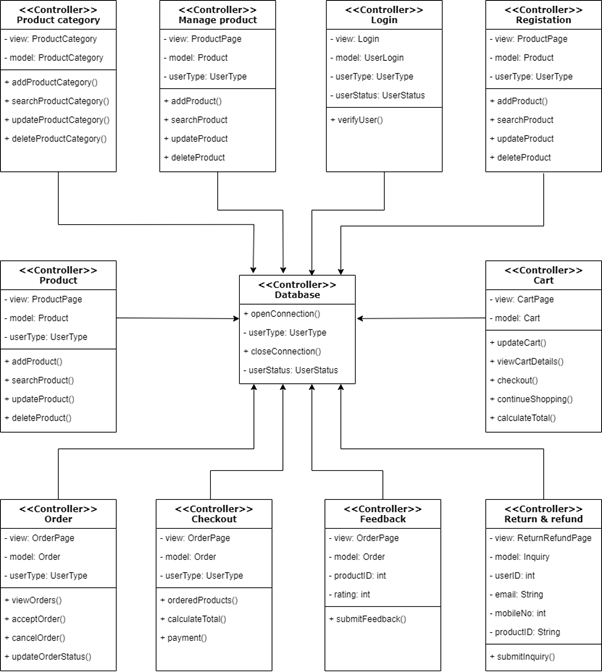 <<Controller>>
Product category
- view: ProductCategory
- model: ProductCategory
+ addProductCategory()
+ searchProductCategory()
+ updateProductCategory()
+ deleteProductCategory()
<<Controller>>
Manage product
- view: ProductPage
- model: Product
- userType: UserType
+ addProduct()
+ searchProduct
+ updateProduct
+ deleteProduct
<<Controller>>
Login
- view: Login
- model: UserLogin
- userType: UserType
- userStatus: UserStatus
+ verifyUser()
<<Controller>>
Registation
- view: ProductPage
- model: Product
- userType: UserType
+ addProduct()
+ searchProduct
+ updateProduct
+ deleteProduct
<<Controller>>
Product
- view: ProductPage
- model: Product
- userType: UserType
+ addProduct()
+ searchProduct()
+ updateProduct()
+ deleteProduct()
<<Controller>>
Database
+ openConnection()
- userType: UserType
+ closeConnection()
- userStatus: UserStatus
<<Controller>>
Cart
- view: CartPage
- model: Cart
+ updateCart()
+ viewCartDetails()
+ checkout()
+ continueShopping()
+ calculateTotal()
<<Controller>>
Order
- view: OrderPage
- model: Order
- userType: UserType
+ viewOrders()
+ acceptOrder()
+ cancelOrder()
+ updateOrderStatus()
<<Controller>>
Checkout
- view: OrderPage
- model: Order
- userType: UserType
+ orderedProducts()
+ calculateTotal()
+ payment()
<<Controller>>
Feedback
- view: OrderPage
- model: Order
- productID: int
- rating: int
+ submitFeedback()
<<Controller>>
Return & refund
- view: ReturnRefundPage
- model: Inquiry
- userID: int
- email: String
- mobileNo: int
- productID: String
+ submitInquiry()